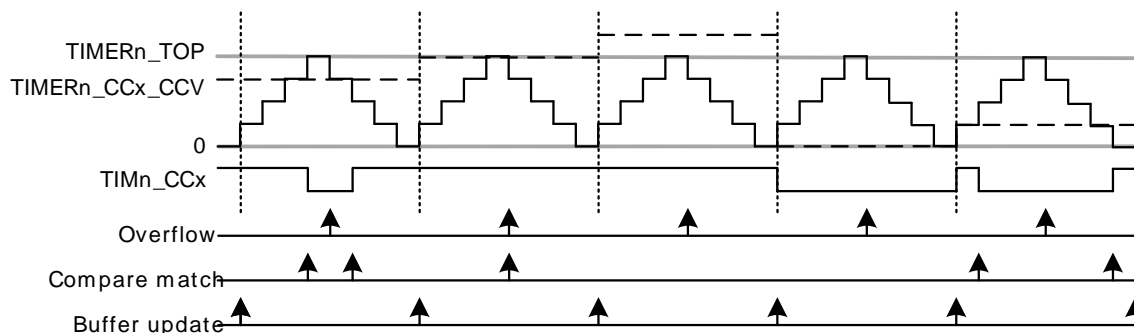 TIMERn_TOP
TIMERn_CCx_CCV
0
TIMn_CCx
Overflow
Compare match
Buffer update